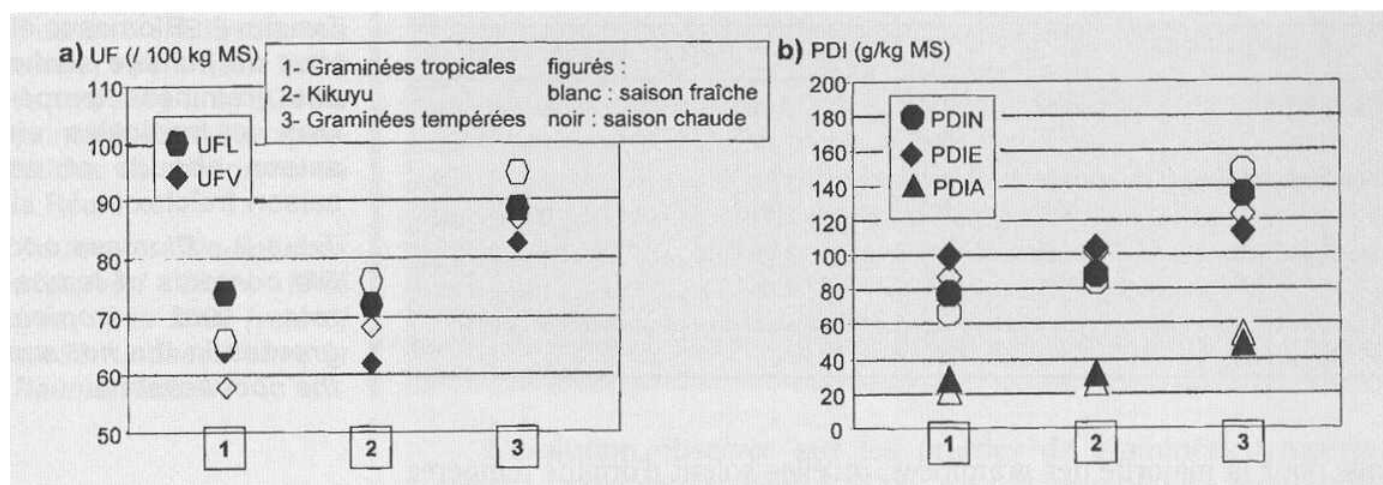 a) UF (/ 100 kg MS)
1- Graminées tropicales
2- Kikuyu
3- Graminées tempérées
figurés :
blanc : saison fraîche
noir : saison chaude
110
100
90
80
70
60
50
UFL
UFV
1
2
3
b) PDI (g/kg MS)
200
180
160
140
120
100
80
60
40
20
0
PDIN
PDIE
PDIA
1
2
3